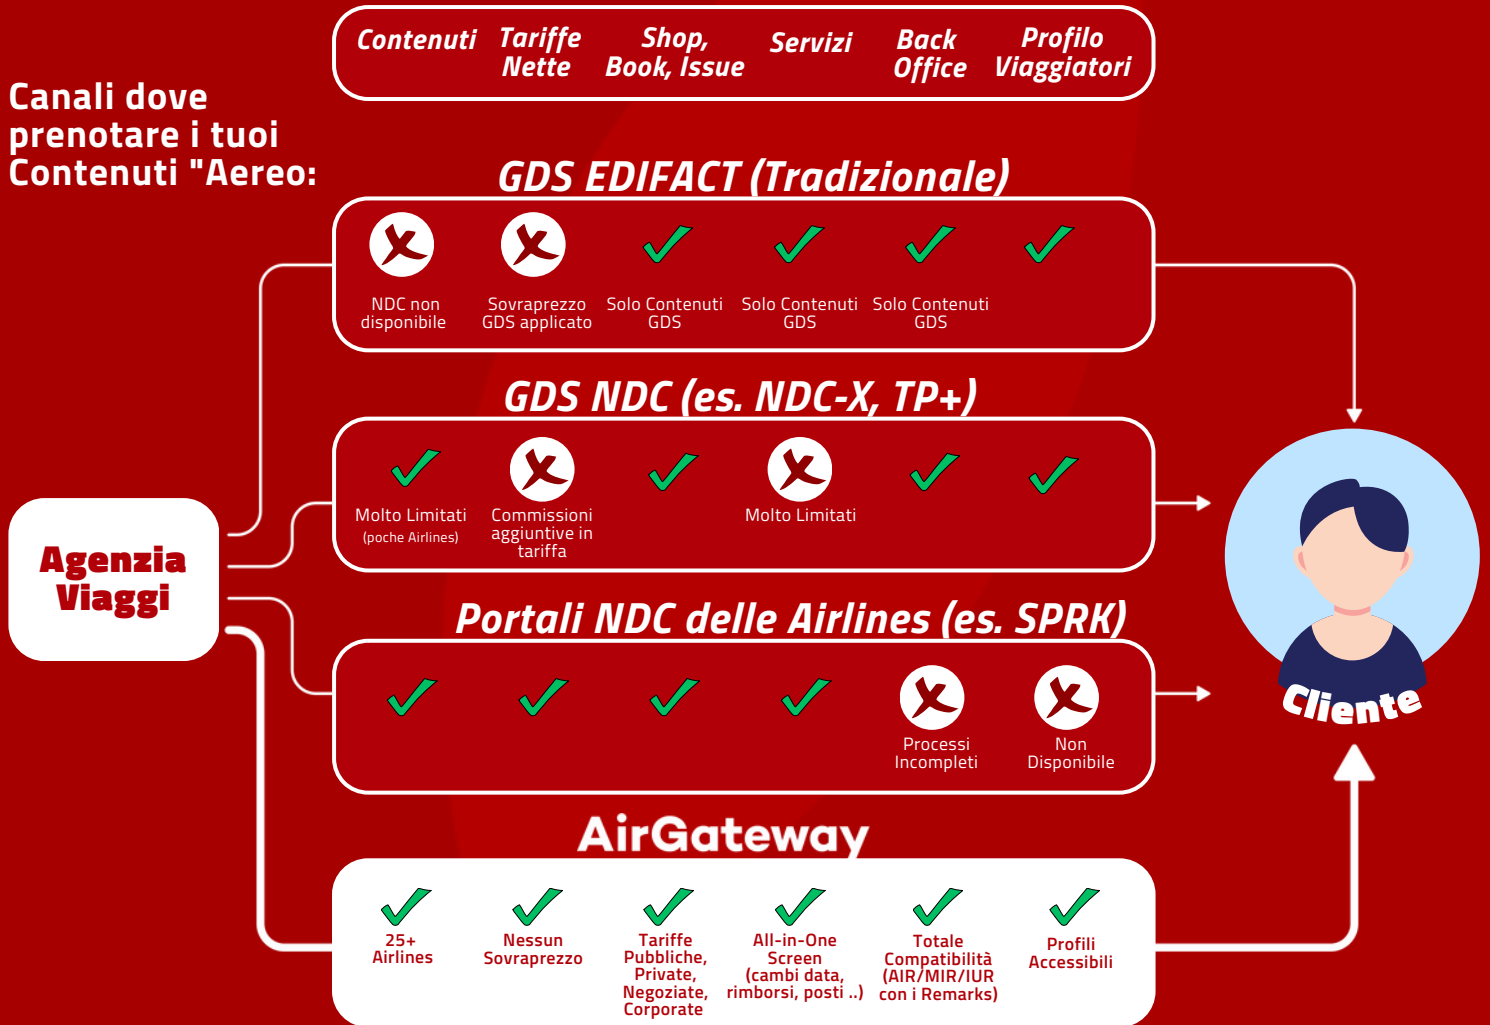 Contenuti
Tariffe
Nette
Shop,
Book, Issue
Servizi
Back
Office
Profilo
Viaggiatori
Canali dove
prenotare i tuoi
Contenuti "Aereo:
GDS EDIFACT (Tradizionale)
NDC non
disponibile
Sovraprezzo
GDS applicato
Solo Contenuti
GDS
Solo Contenuti
GDS
Solo Contenuti
GDS
GDS NDC (es. NDC-X, TP+)
Molto Limitati
(poche Airlines)
Commissioni
aggiuntive in
tariffa
Molto Limitati
Agenzia
Viaggi
Portali NDC delle Airlines (es. SPRK)
Processi
Incompleti
Non
Disponibile
Cliente
AirGateway
25+
Airlines
Nessun
Sovraprezzo
Tariffe
Pubbliche,
Private,
Negoziate,
Corporate
All-in-One
Screen
(cambi data,
rimborsi, posti ..)
Totale
Compatibilità
(AIR/MIR/IUR
con i Remarks)
Profili
Accessibili